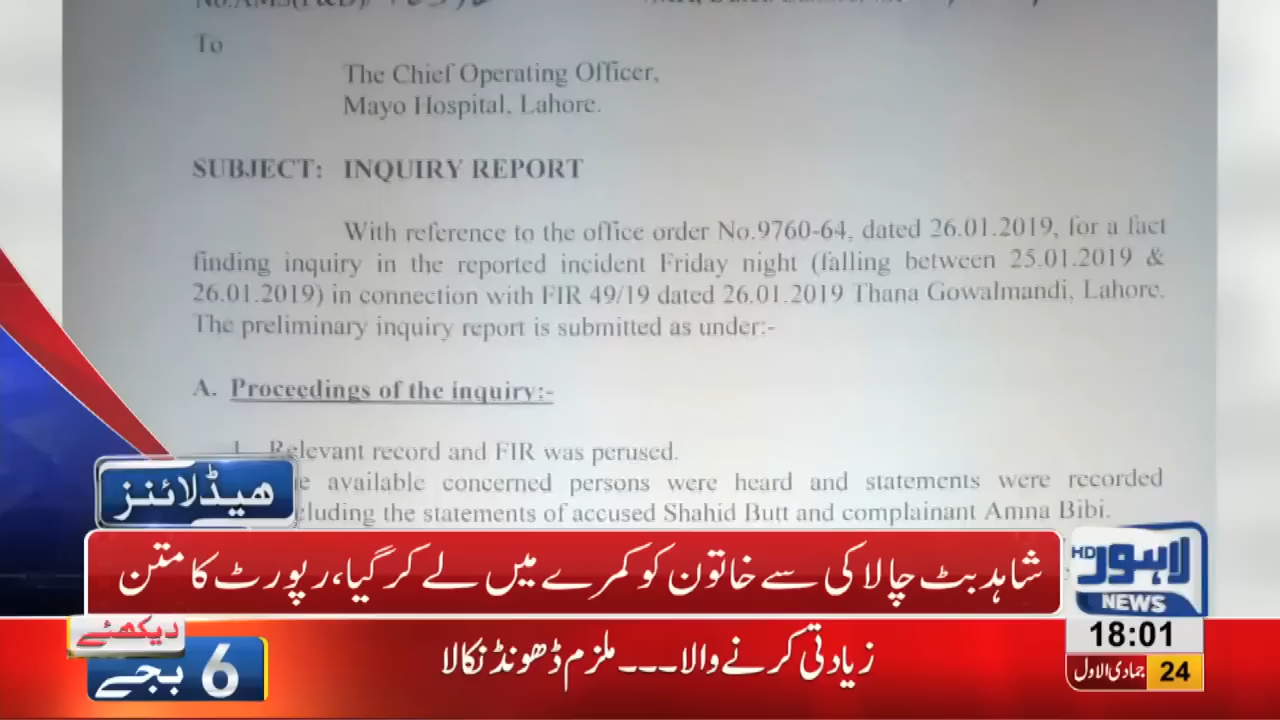 To
The Chief Operating Officer,
Mayo Hospital, Lahore.
SUBJECT: INQUIRY REPORT
With reference to the office order No.9760-64, dated 26.01.2019, for a fact
finding inquiry in the reported incident Friday night (falling between 25.01.2019 &
26.01.2019) in connection with FIR 49/19 dated 26.01.2019 Thana Gowalmandi, Lahore.
The preliminary inquiry report is submitted as under:-
A. Proceedings of the inquiry:-
1. Relevant record and FIR was perused.
available concerned persons were heard and statements were recorded
the statements of accused Shahid Butt and complainant Amna Bibi.
ھیڈلائنز
شاہد بٹ چالاکی سے خاتون کو کمرے میں لے کر گیا، رپورٹ کا متن
لاہور HD
NEWS
18:01
24 جمادی الاول
دیکھئے
6 بجے
زیادتی کرنے والا۔۔۔ ملزم ڈھونڈ نکالا